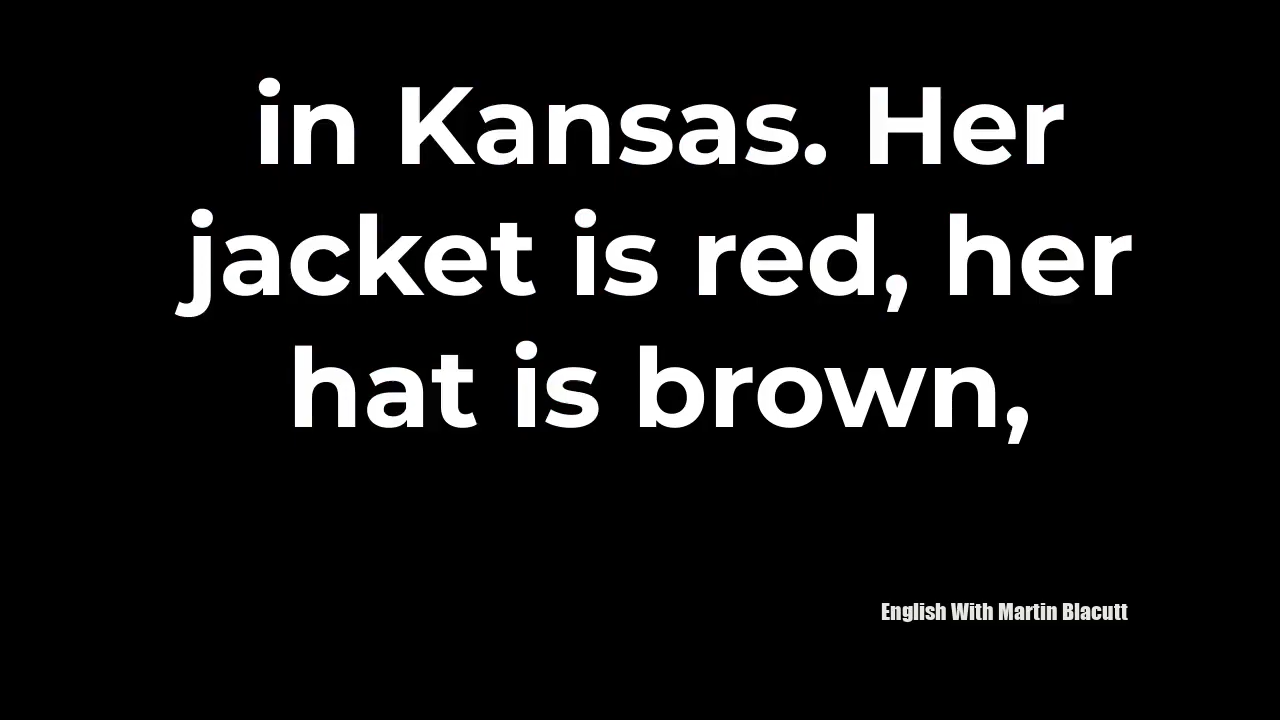 in Kansas. Her
jacket is red, her
hat is brown,
English With Martin Blacutt